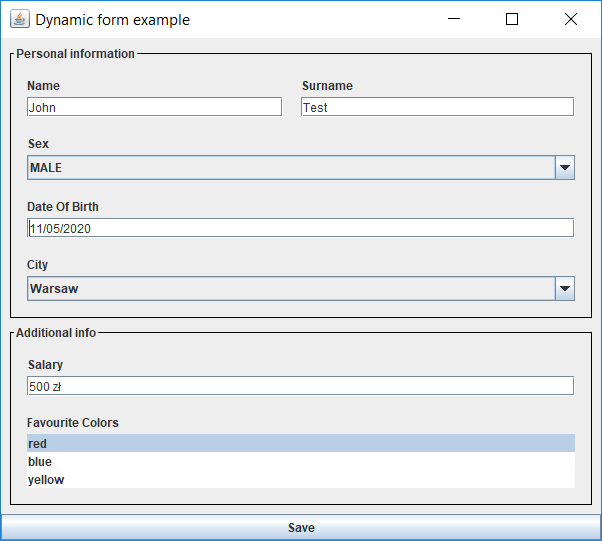 Dynamic form example
Personal information
Name Surname
John Test
Sex
MALE
Date Of Birth
11/05/2020
City
Warsaw
Additional info
Salary
500 zł
Favourite Colors
red
blue
yellow
Save